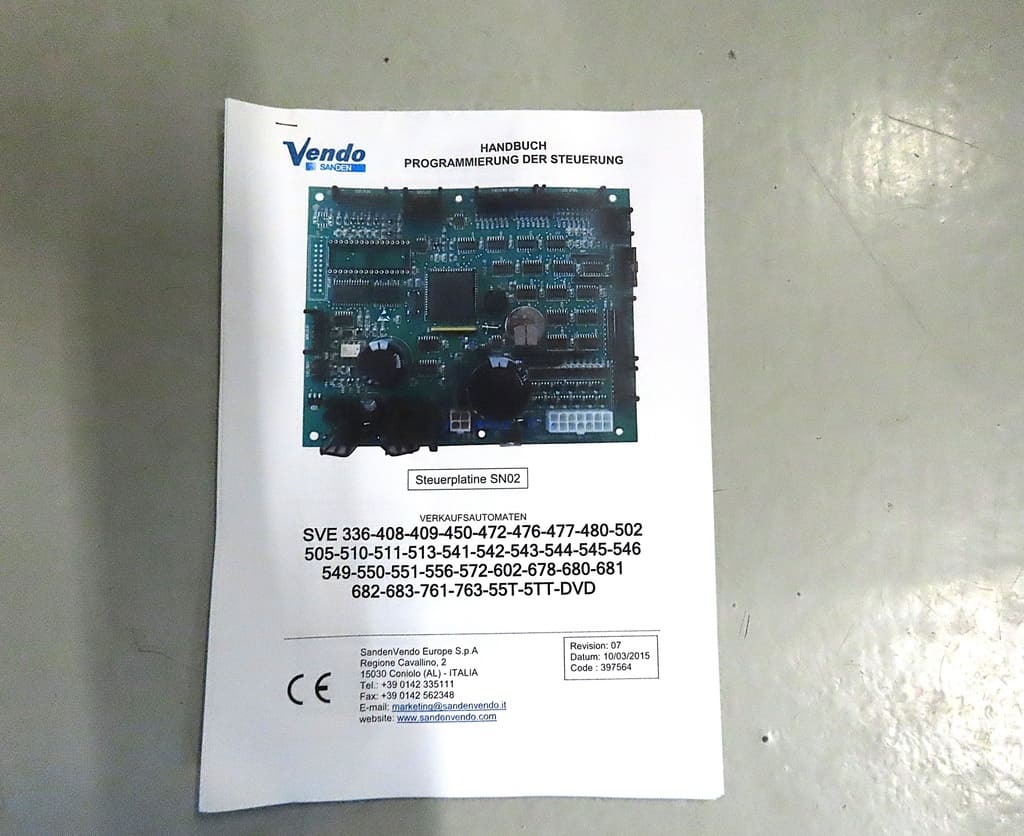 Vendo
SANDEN
HANDBUCH
PROGRAMMIERUNG DER STEUERUNG
Steuerplatine SN02
VERKAUFSAUTOMATEN
SVE 336-408-409-450-472-476-477-480-502
505-510-511-513-541-542-543-544-545-546
549-550-551-556-572-602-678-680-681
682-683-761-763-55T-5TT-DVD
CE
SandenVendo Europe S.p.A
Regione Cavallino, 2
15030 Coniolo (AL) - ITALIA
Tel.: +39 0142 335111
Fax: +39 0142 562348
E-mail: marketing@sandenvendo.it
website: www.sandenvendo.com
Revision: 07
Datum: 10/03/2015
Code : 397564